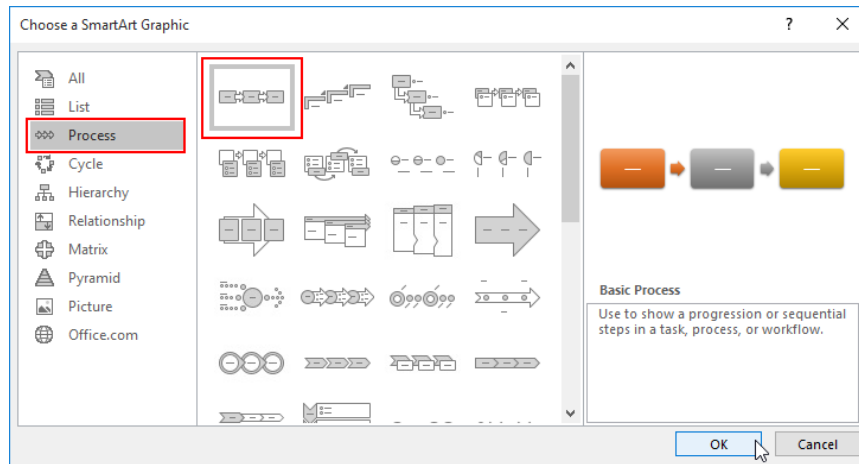 Choose a SmartArt Graphic
?
All
List
Process
Cycle
Hierarchy
Relationship
Matrix
Pyramid
Picture
Office.com
Basic Process
Use to show a progression or sequential
steps in a task, process, or workflow.
OK
Cancel